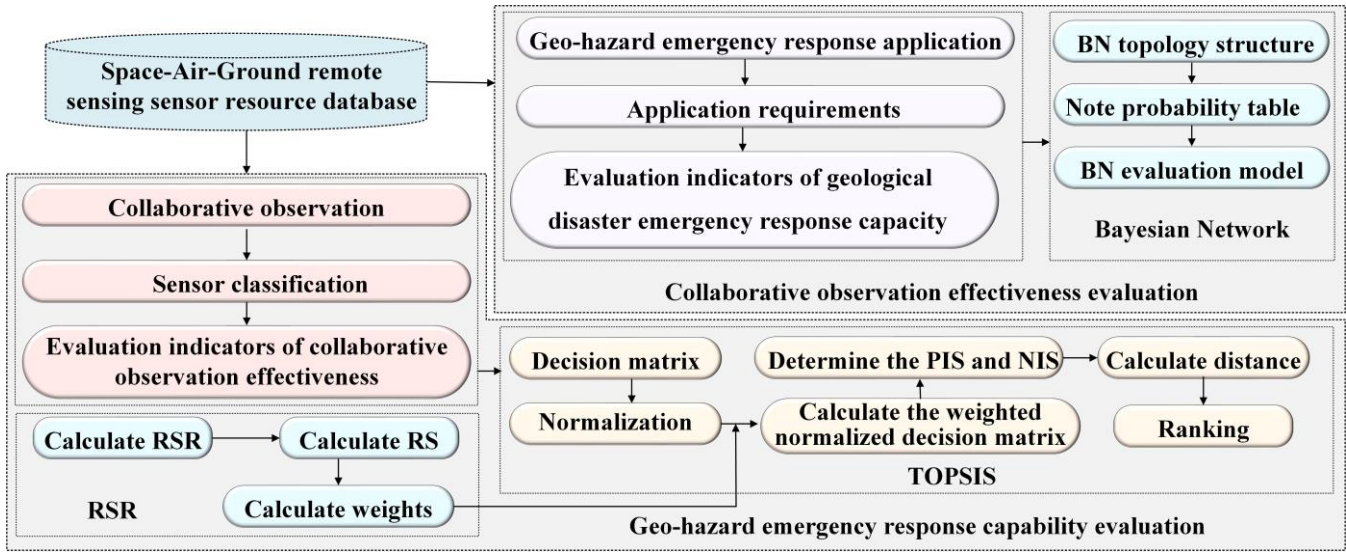 Space-Air-Ground remote
sensing sensor resource database
Geo-hazard emergency response application
Application requirements
Evaluation indicators of geological
disaster emergency response capacity
BN topology structure
Note probability table
BN evaluation model
Bayesian Network
Collaborative observation effectiveness evaluation
Collaborative observation
Sensor classification
Evaluation indicators of collaborative
observation effectiveness
Calculate RSR
Calculate RS
Calculate weights
RSR
Decision matrix
Normalization
Determine the PIS and NIS
Calculate the weighted
normalized decision matrix
Calculate distance
Ranking
TOPSIS
Geo-hazard emergency response capability evaluation